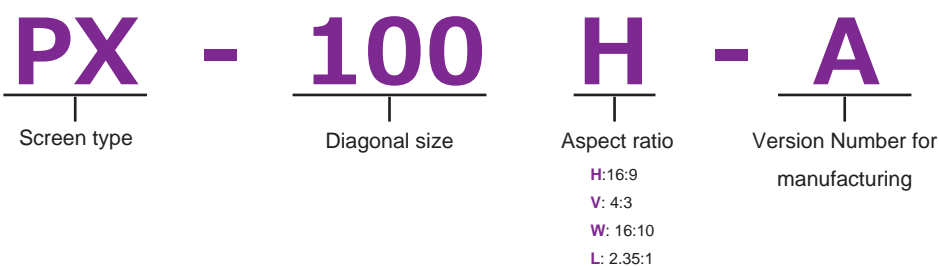 PX - 100 H - A
Screen type
Diagonal size
Aspect ratio
H:16:9
V: 4:3
W: 16:10
L: 2.35:1
Version Number for
manufacturing